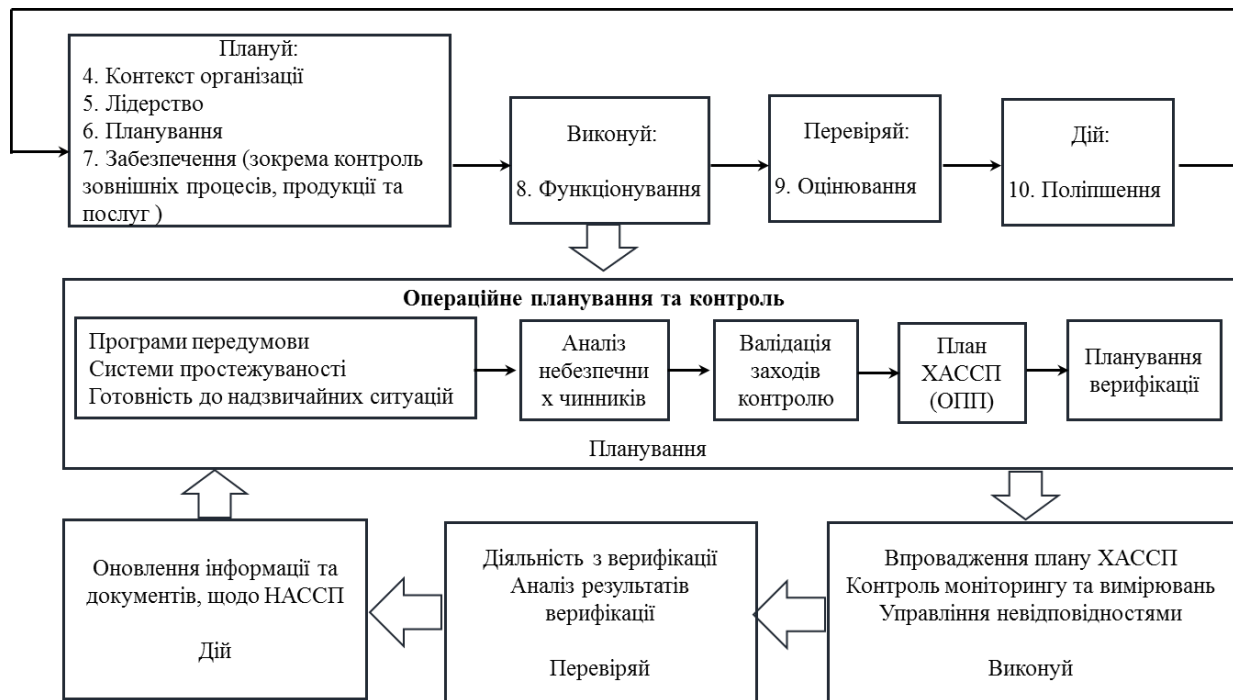 Плануй:
4. Контекст організації
5. Лідерство
6. Планування
7. Забезпечення (зокрема контроль
зовнішніх процесів, продукції та
послуг )
Виконуй:
8. Функціонування
Перевіряй:
9. Оцінювання
Дій:
10. Поліпшення
Операційне планування та контроль
Програми передумови
Системи простежуваності
Готовність до надзвичайних ситуацій
Аналіз
небезпечни
х чинників
Валідація
заходів
контролю
План
ХАССП
(ОПП)
Планування
верифікації
Планування
Оновлення інформації та
документів, щодо НАССП
Дій
Діяльність з верифікації
Аналіз результатів
верифікації
Перевіряй
Впровадження плану ХАССП
Контроль моніторингу та вимірювань
Управління невідповідностями
Виконуй